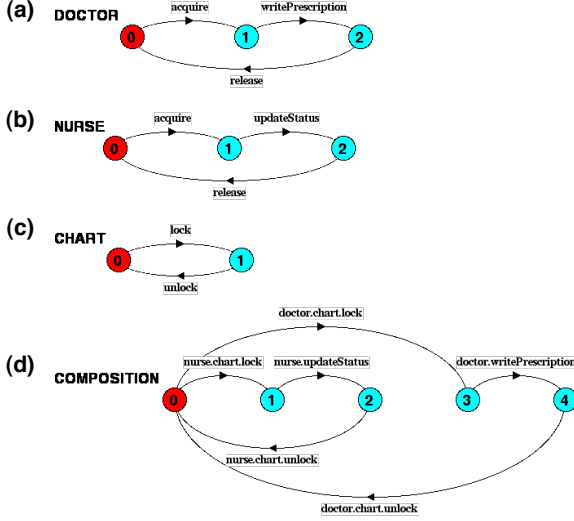 (a) DOCTOR
acquire
writePrescription
0
1
2
release
(b) NURSE
acquire
updateStatus
0
1
2
release
(c) CHART
lock
0
1
unlock
doctor.chart.lock
(d) COMPOSITION
nurse.chart.lock
nurse.updateStatus
doctor.writePrescription
0
1
2
3
4
nurse.chart.unlock
doctor.chart.unlock